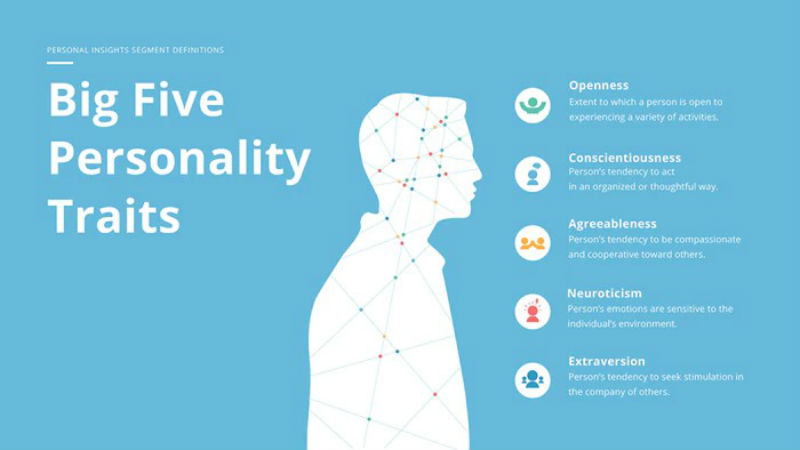 PERSONAL INSIGHTS SEGMENT DEFINITIONS
Big Five
Personality
Traits
Openness
Extent to which a person is open to
experiencing a variety of activities.
Conscientiousness
Person's tendency to act
in an organized or thoughtful way.
Agreeableness
Person's tendency to be compassionate
and cooperative toward others.
Neuroticism
Person's emotions are sensitive to the
individual's environment.
Extraversion
Person's tendency to seek stimulation in
the company of others.